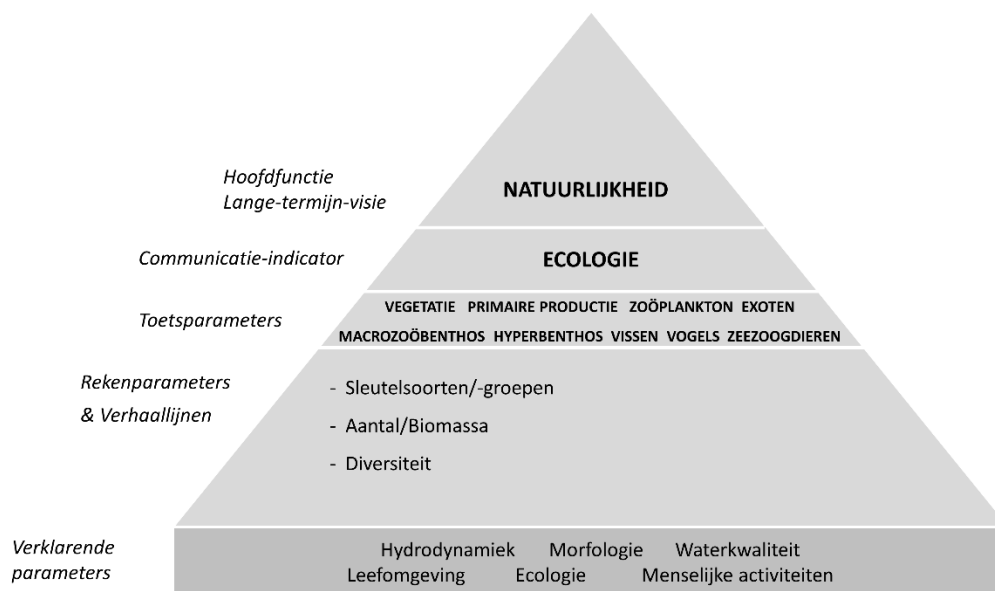 Hoofdfunctie
Lange-termijn-visie
NATUURLIJKHEID
Communicatie-indicator
ECOLOGIE
Toetsparameters
VEGETATIE PRIMAIRE PRODUCTIE ZOÖPLANKTON EXOTEN
MACROZOÖBENTHOS HYPERBENTHOS VISSEN VOGELS ZEEZOOGDIEREN
Rekenparameters
& Verhaallijnen
- Sleutelsoorten/-groepen
- Aantal/Biomassa
- Diversiteit
Verklarende
parameters
Hydrodynamiek Morfologie Waterkwaliteit
Leefomgeving Ecologie Menselijke activiteiten